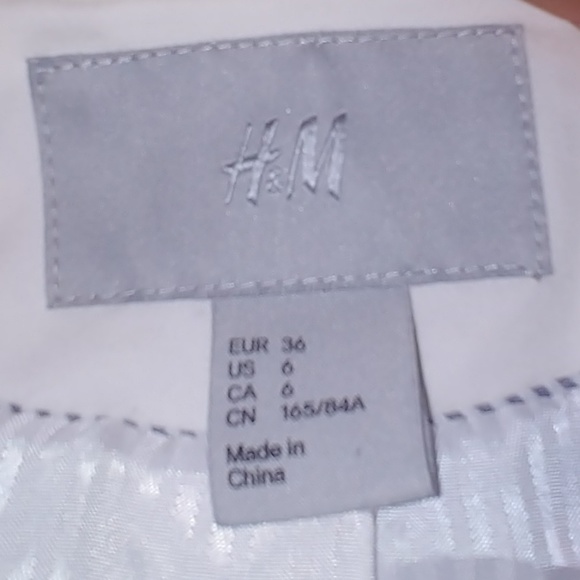 H&M
EUR 36
US 6
CA 6
CN 165/84A
Made in
China